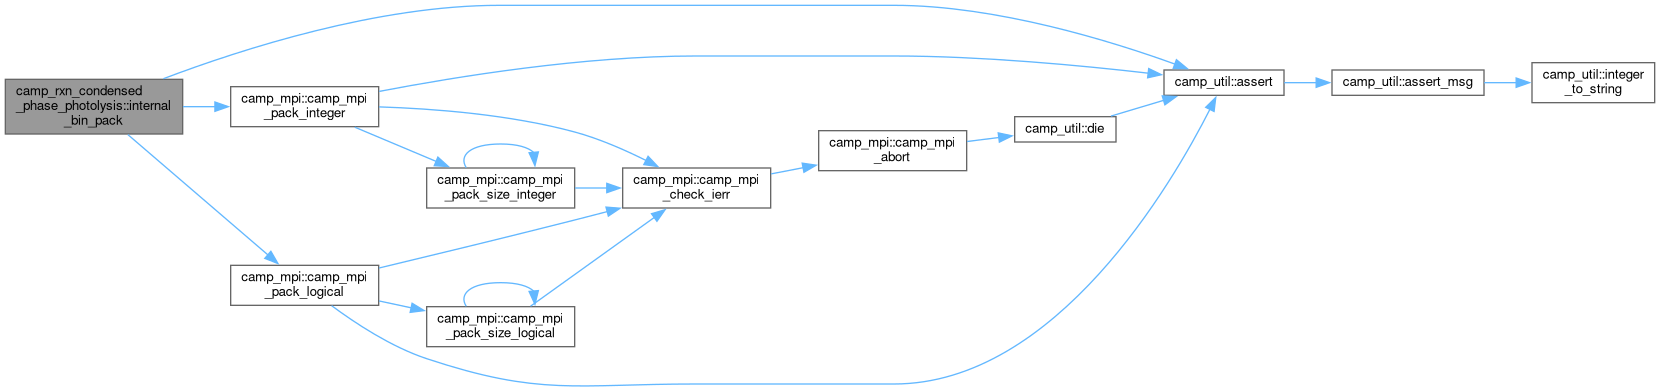 camp_rxn_condensed
_phase_photolysis::internal
_bin_pack
camp_mpi::camp_mpi
_pack_integer
camp_mpi::camp_mpi
_pack_size_integer
camp_mpi::camp_mpi
_pack_logical
camp_mpi::camp_mpi
_pack_size_logical
camp_mpi::camp_mpi
_check_ierr
camp_mpi::camp_mpi
_abort
camp_util::die
camp_util::assert
camp_util::assert_msg
camp_util::integer
_to_string